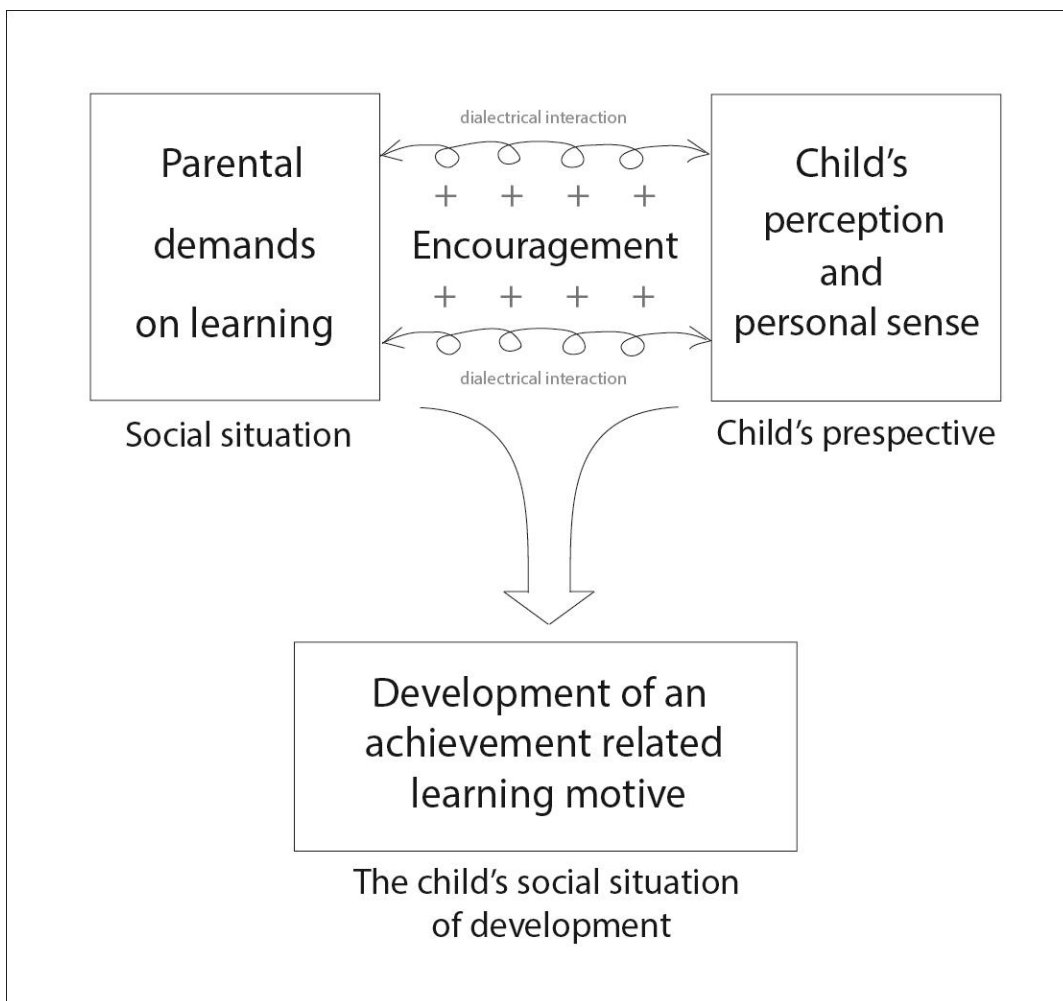 dialectrical interaction
Parental
demands
on learning
+ + + +
Encouragement
+ + + +
Child's
perception
and
personal sense
dialectrical interaction
Social situation
Child's prespective
Development of an
achievement related
learning motive
The child's social situation
of development